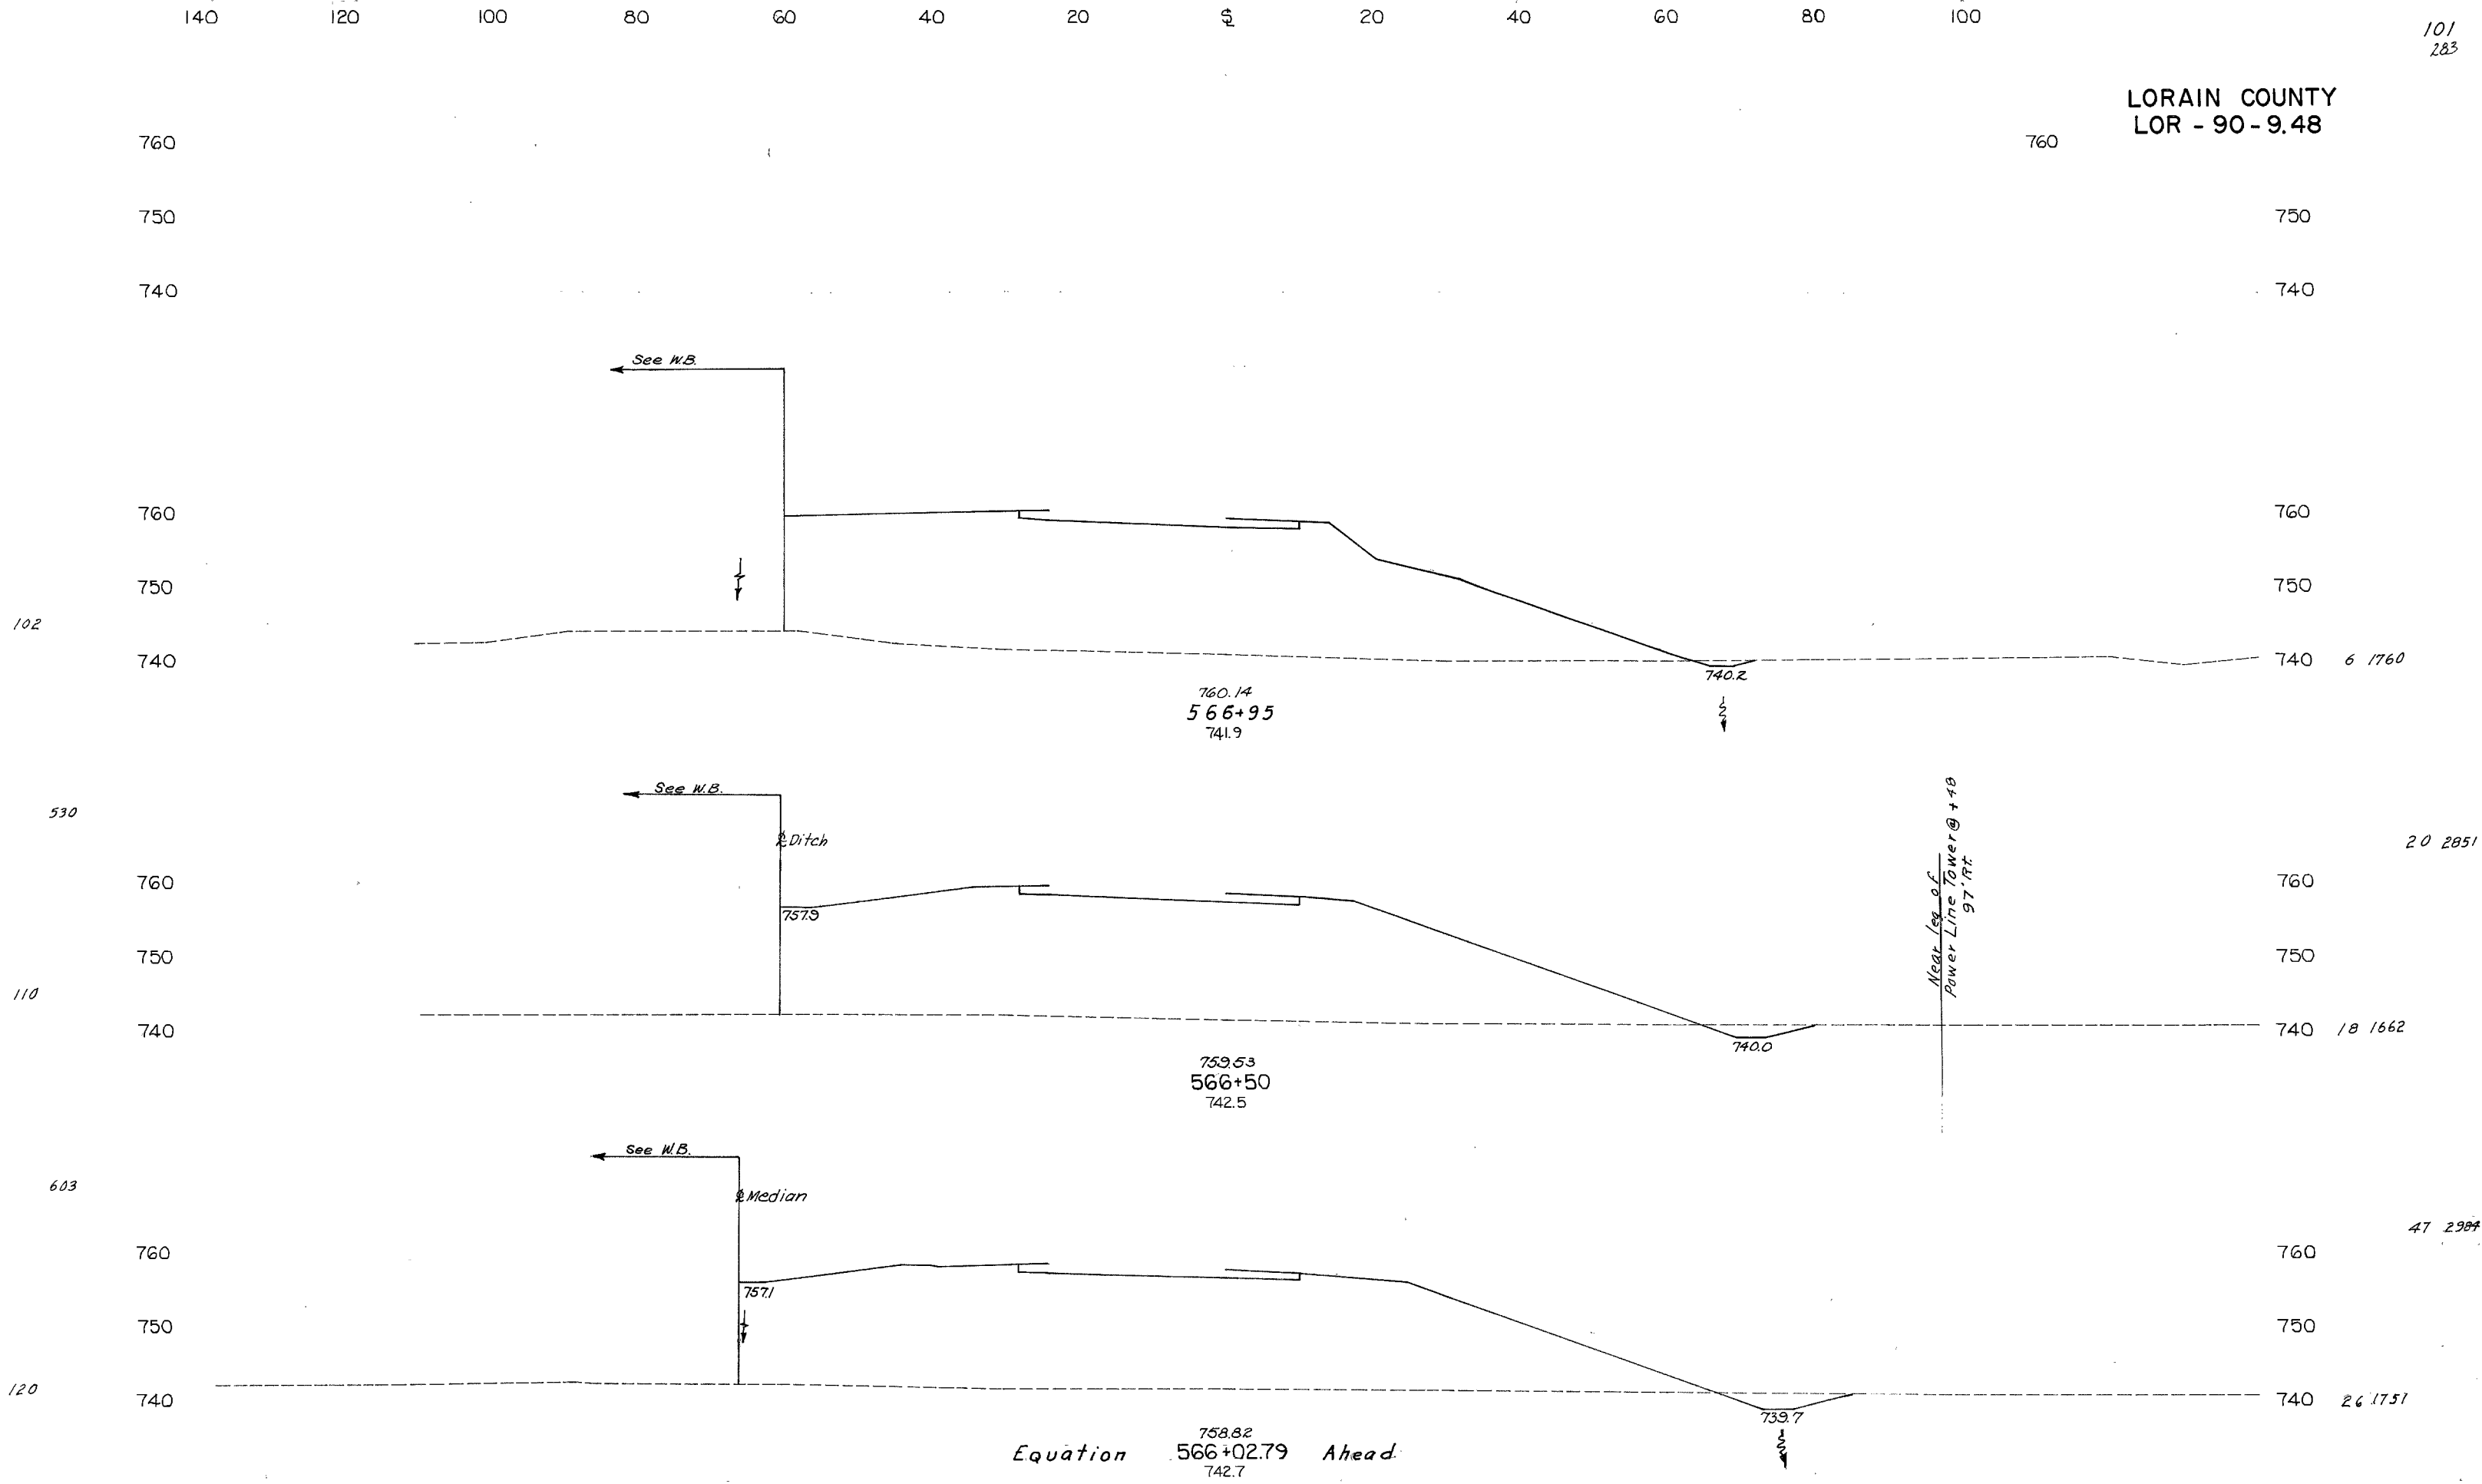 140 120 100 80 60 40 20 ℄ 20 40 60 80 100
101
283
LORAIN COUNTY
LOR - 90 - 9.48
760 760
750 750
740 740
See W.B.
760 760
750 750
102
740 740 6 1760
740.2
760.14
566+95
741.9
See W.B.
530
℄ Ditch
20 2851
Near leg of
Power Line Tower @ +48
97' Rt.
760 760
757.9
750 750
110
740 740 18 1662
740.0
759.53
566+50
742.5
See W.B.
603
℄ Median
47 2984
760 760
757.1
750 750
120
740 740 26 1751
739.7
758.82
Equation 566+02.79 Ahead
742.7